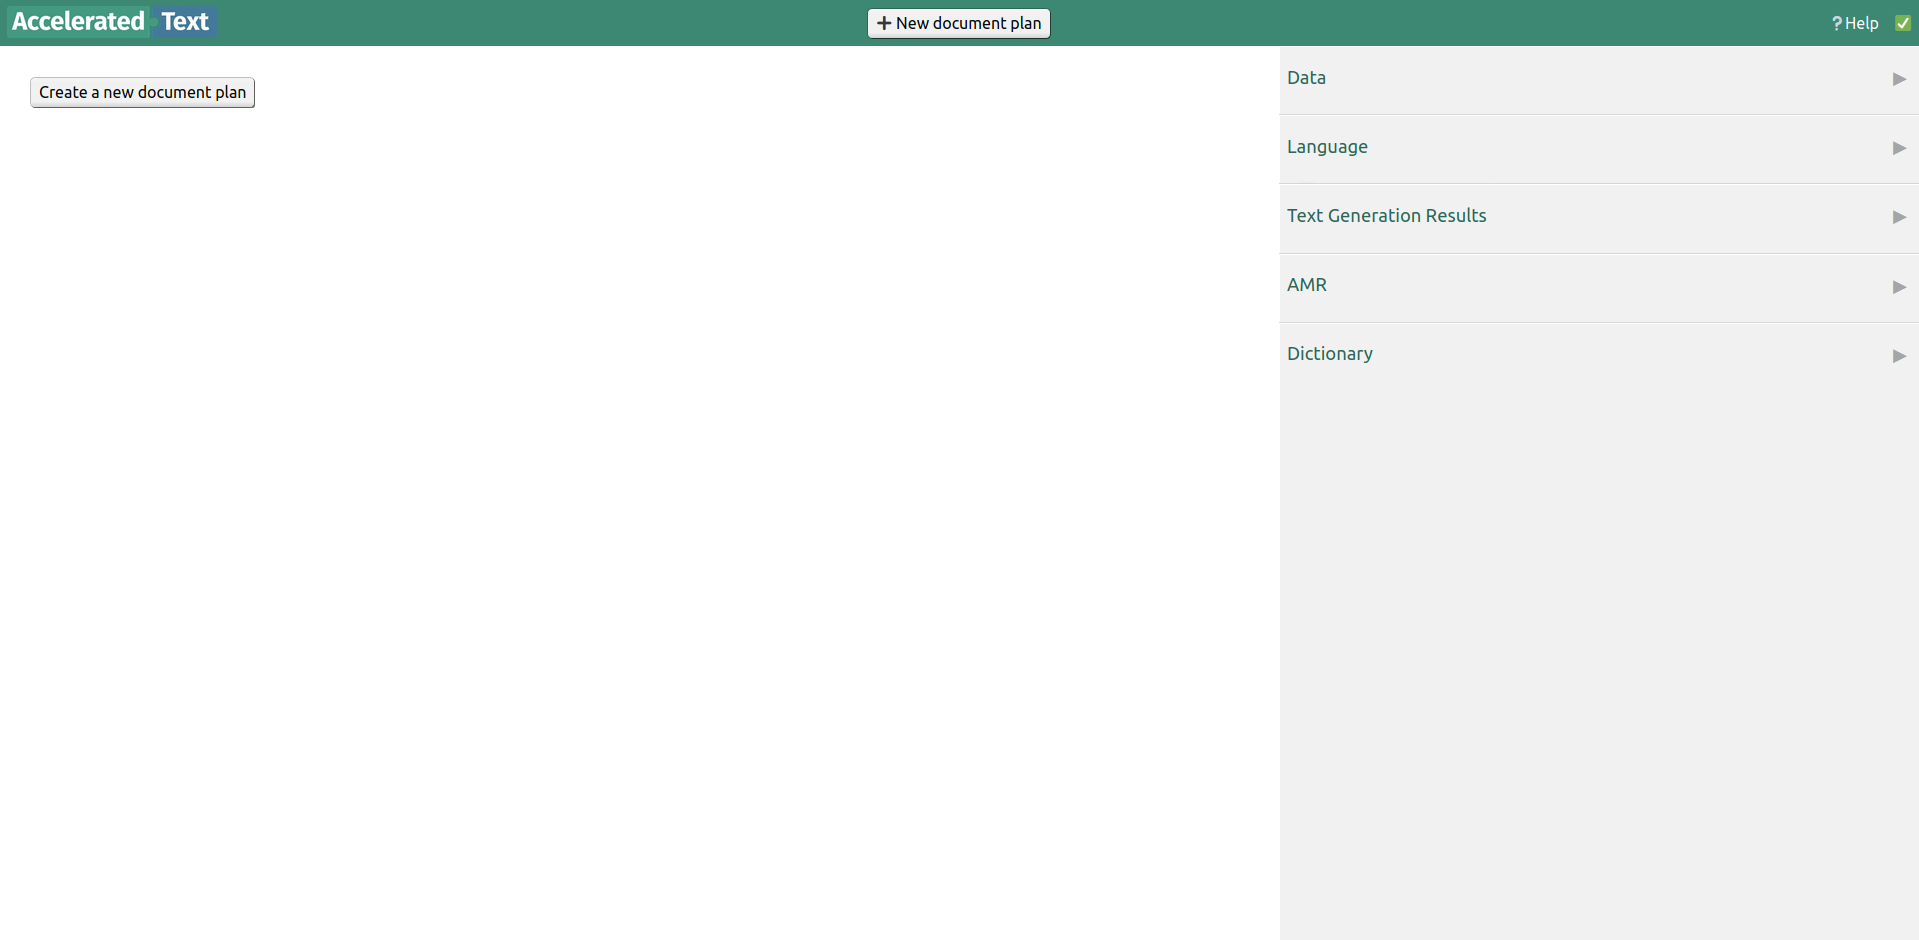 Accelerated Text
+ New document plan
? Help
Create a new document plan
Data
Language
Text Generation Results
AMR
Dictionary